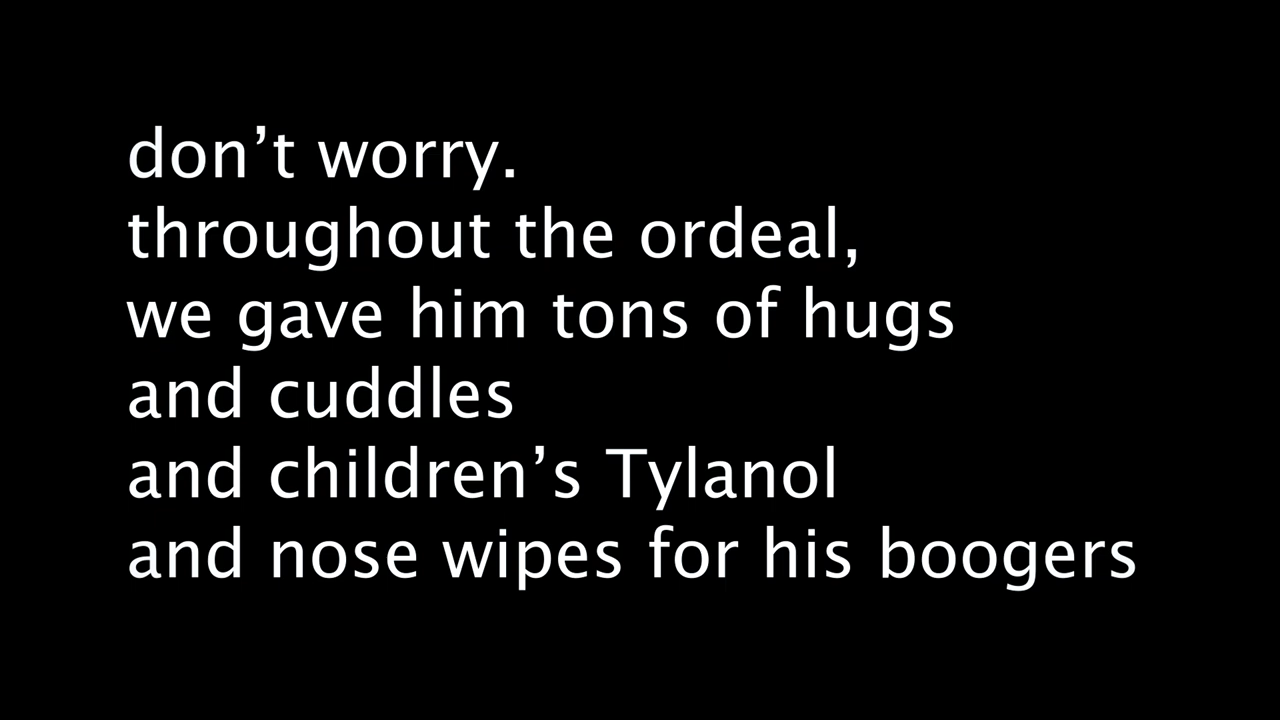 don’t worry.
throughout the ordeal,
we gave him tons of hugs
and cuddles
and children’s Tylanol
and nose wipes for his boogers